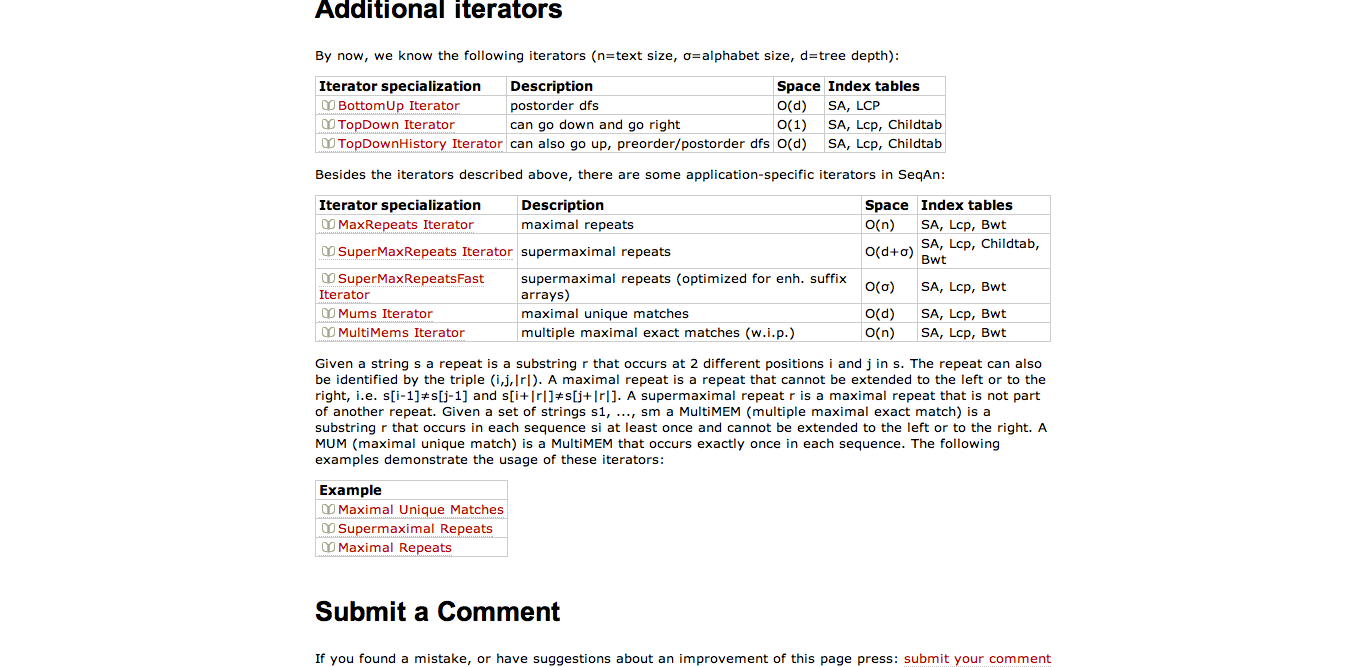 Additional iterators
By now, we know the following iterators (n=text size, σ=alphabet size, d=tree depth):
Iterator specialization Description Space Index tables
BottomUp Iterator postorder dfs O(d) SA, LCP
TopDown Iterator can go down and go right O(1) SA, Lcp, Childtab
TopDownHistory Iterator can also go up, preorder/postorder dfs O(d) SA, Lcp, Childtab
Besides the iterators described above, there are some application-specific iterators in SeqAn:
Iterator specialization Description Space Index tables
MaxRepeats Iterator maximal repeats O(n) SA, Lcp, Bwt
SuperMaxRepeats Iterator supermaximal repeats O(d+σ) SA, Lcp, Childtab,
Bwt
SuperMaxRepeatsFast
Iterator
supermaximal repeats (optimized for enh. suffix
arrays)
O(σ) SA, Lcp, Bwt
Mums Iterator maximal unique matches O(d) SA, Lcp, Bwt
MultiMems Iterator multiple maximal exact matches (w.i.p.) O(n) SA, Lcp, Bwt
Given a string s a repeat is a substring r that occurs at 2 different positions i and j in s. The repeat can also
be identified by the triple (i,j,|r|). A maximal repeat is a repeat that cannot be extended to the left or to the
right, i.e. s[i-1]≠s[j-1] and s[i+|r|]≠s[j+|r|]. A supermaximal repeat r is a maximal repeat that is not part
of another repeat. Given a set of strings s1, ..., sm a MultiMEM (multiple maximal exact match) is a
substring r that occurs in each sequence si at least once and cannot be extended to the left or to the right. A
MUM (maximal unique match) is a MultiMEM that occurs exactly once in each sequence. The following
examples demonstrate the usage of these iterators:
Example
Maximal Unique Matches
Supermaximal Repeats
Maximal Repeats
Submit a Comment
If you found a mistake, or have suggestions about an improvement of this page press: submit your comment